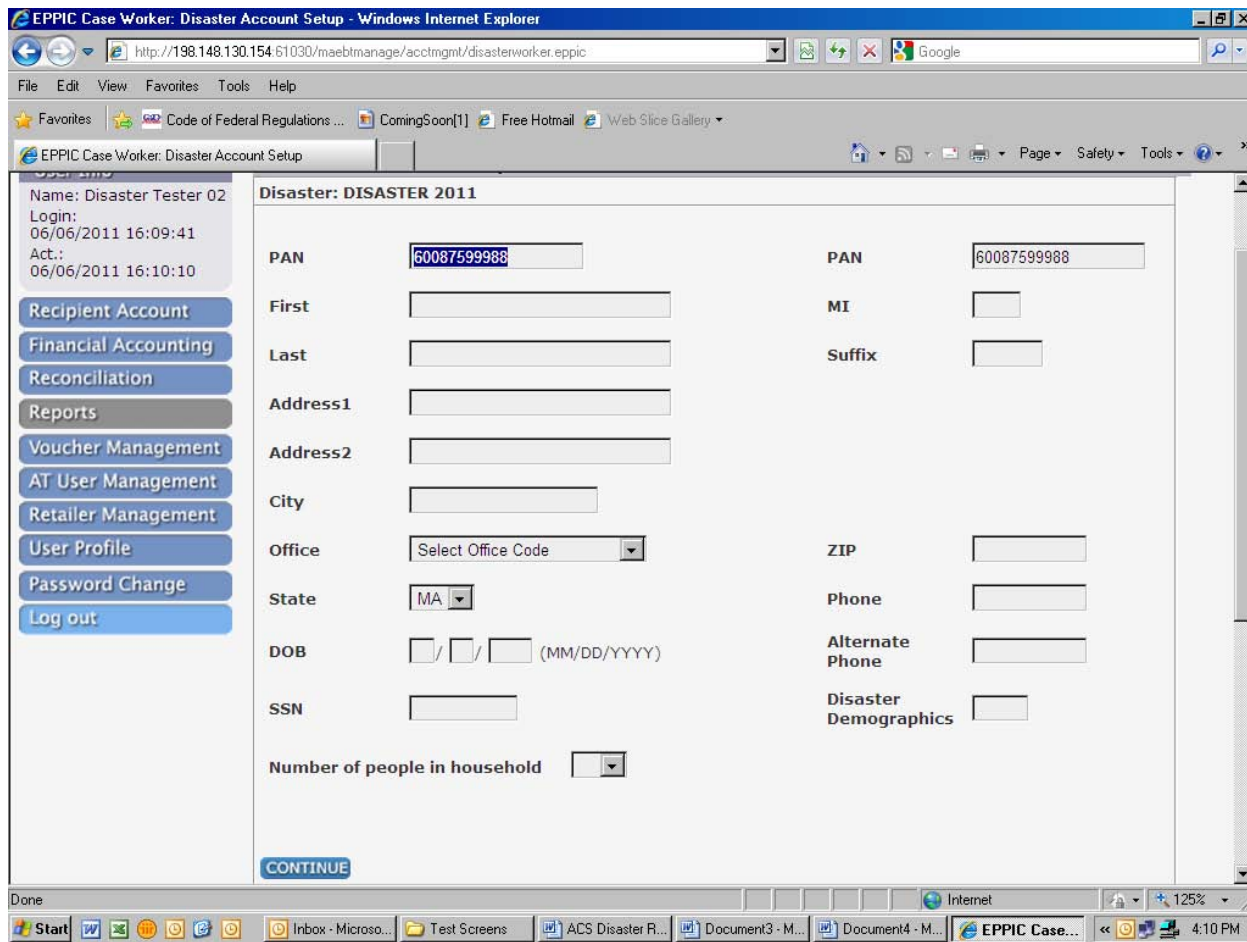 EPPIC Case Worker: Disaster Account Setup - Windows Internet Explorer
http://198.148.130.154:61030/maebtmanage/acctmgmt/disasterworker.eppic
Google
File Edit View Favorites Tools Help
Favorites Code of Federal Regulations ... ComingSoon[1] Free Hotmail Web Slice Gallery
EPPIC Case Worker: Disaster Account Setup
Page Safety Tools
User Info
Name: Disaster Tester 02
Login:
06/06/2011 16:09:41
Act.:
06/06/2011 16:10:10
Recipient Account
Financial Accounting
Reconciliation
Reports
Voucher Management
AT User Management
Retailer Management
User Profile
Password Change
Log out
Disaster: DISASTER 2011
PAN 60087599988 PAN 60087599988
First MI
Last Suffix
Address1
Address2
City
Office Select Office Code ZIP
State MA Phone
DOB / / (MM/DD/YYYY) Alternate Phone
SSN Disaster Demographics
Number of people in household
CONTINUE
Done Internet 125%
Start Inbox - Microso... Test Screens ACS Disaster R... Document3 - M... Document4 - M... EPPIC Case... « 4:10 PM